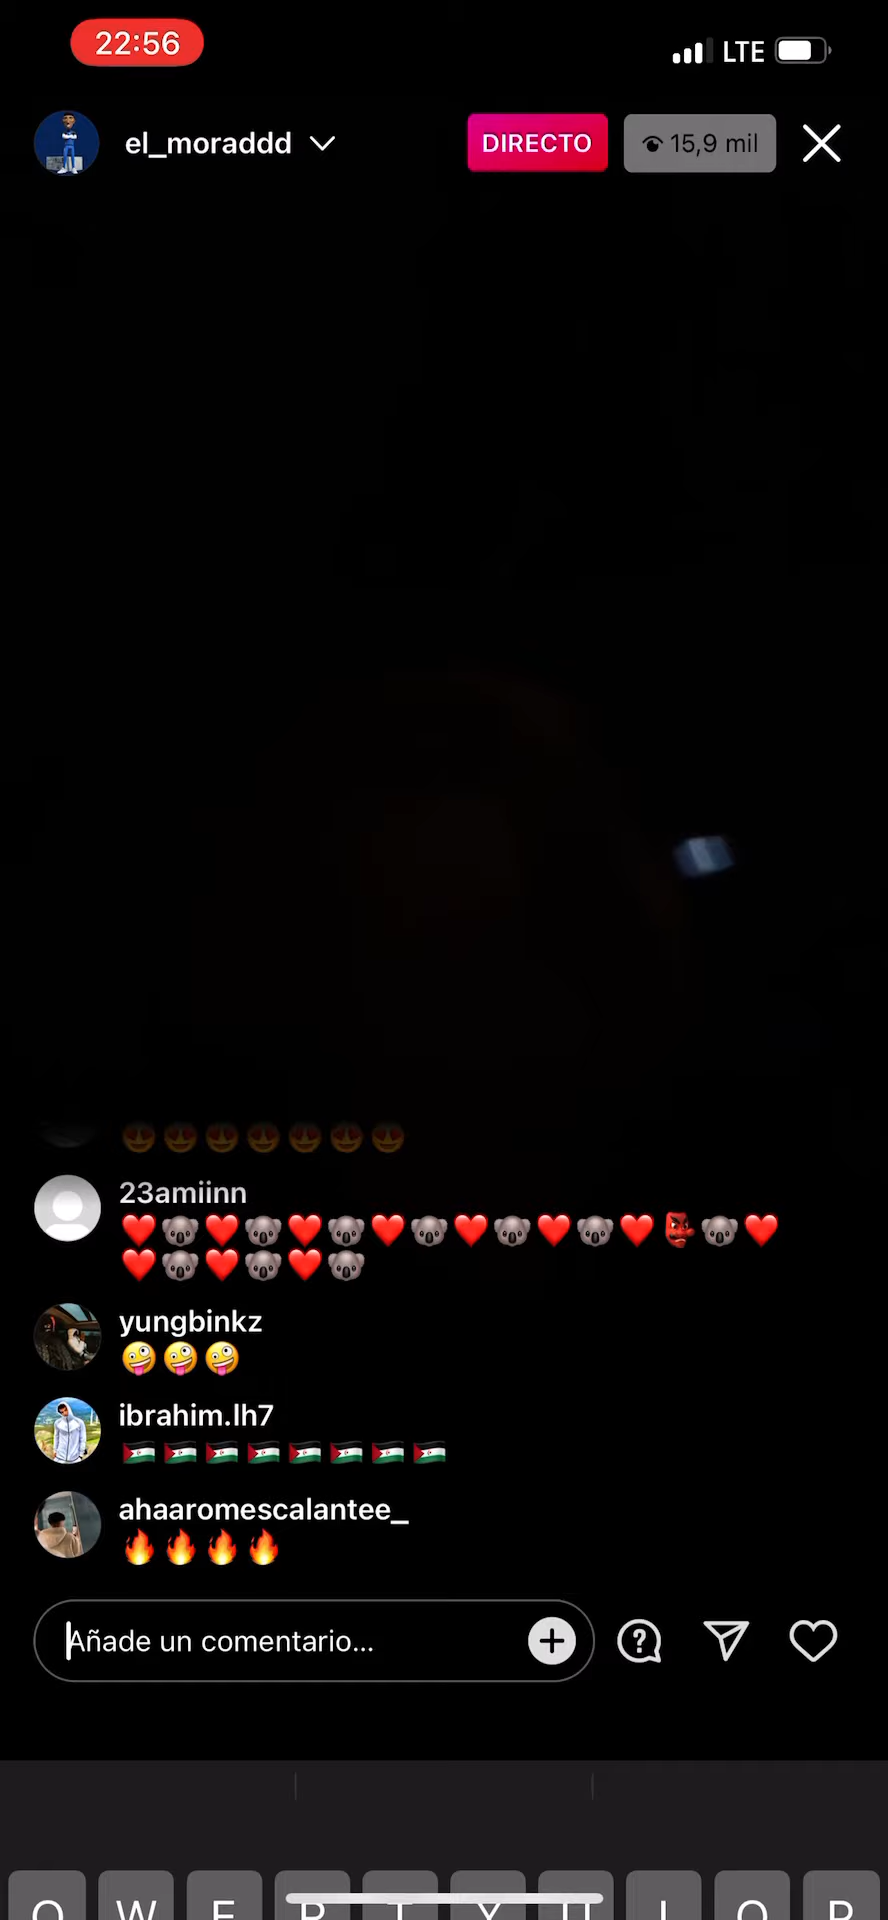 22:56
LTE
el_moraddd
DIRECTO
15,9 mil
23amiinn
yungbinkz
ibrahim.lh7
ahaaromescalantee_
Añade un comentario...
Q W E R T Y U I O P